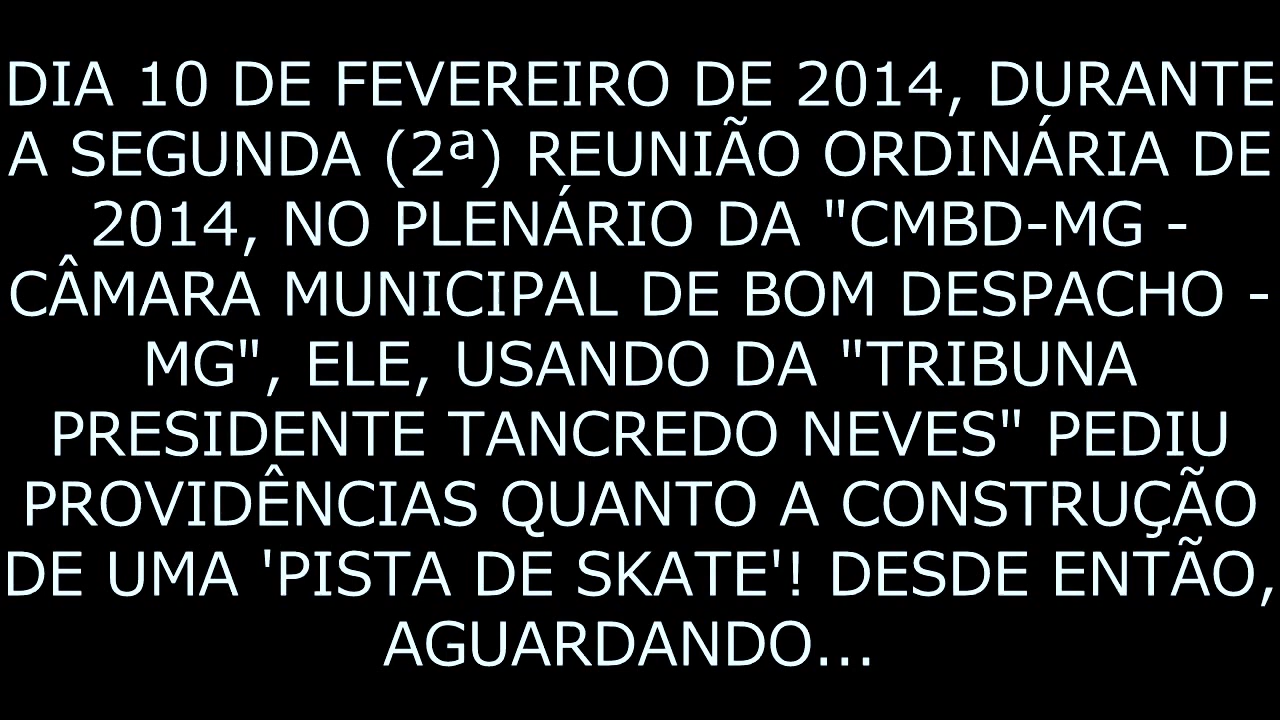 DIA 10 DE FEVEREIRO DE 2014, DURANTE
A SEGUNDA (2ª) REUNIÃO ORDINÁRIA DE
2014, NO PLENÁRIO DA "CMBD-MG -
CÂMARA MUNICIPAL DE BOM DESPACHO -
MG", ELE, USANDO DA "TRIBUNA
PRESIDENTE TANCREDO NEVES" PEDIU
PROVIDÊNCIAS QUANTO A CONSTRUÇÃO
DE UMA 'PISTA DE SKATE'! DESDE ENTÃO,
AGUARDANDO...